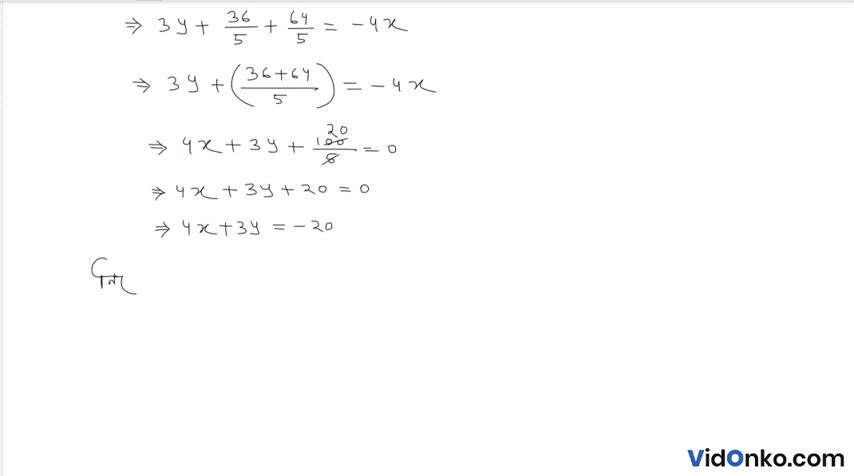 ⇒ 3y + 36/5 + 64/5 = -4x
⇒ 3y + (36+64/5) = -4x
⇒ 4x + 3y + 100/5 20 = 0
⇒ 4x + 3y + 20 = 0
⇒ 4x + 3y = -20
VidOnko.com